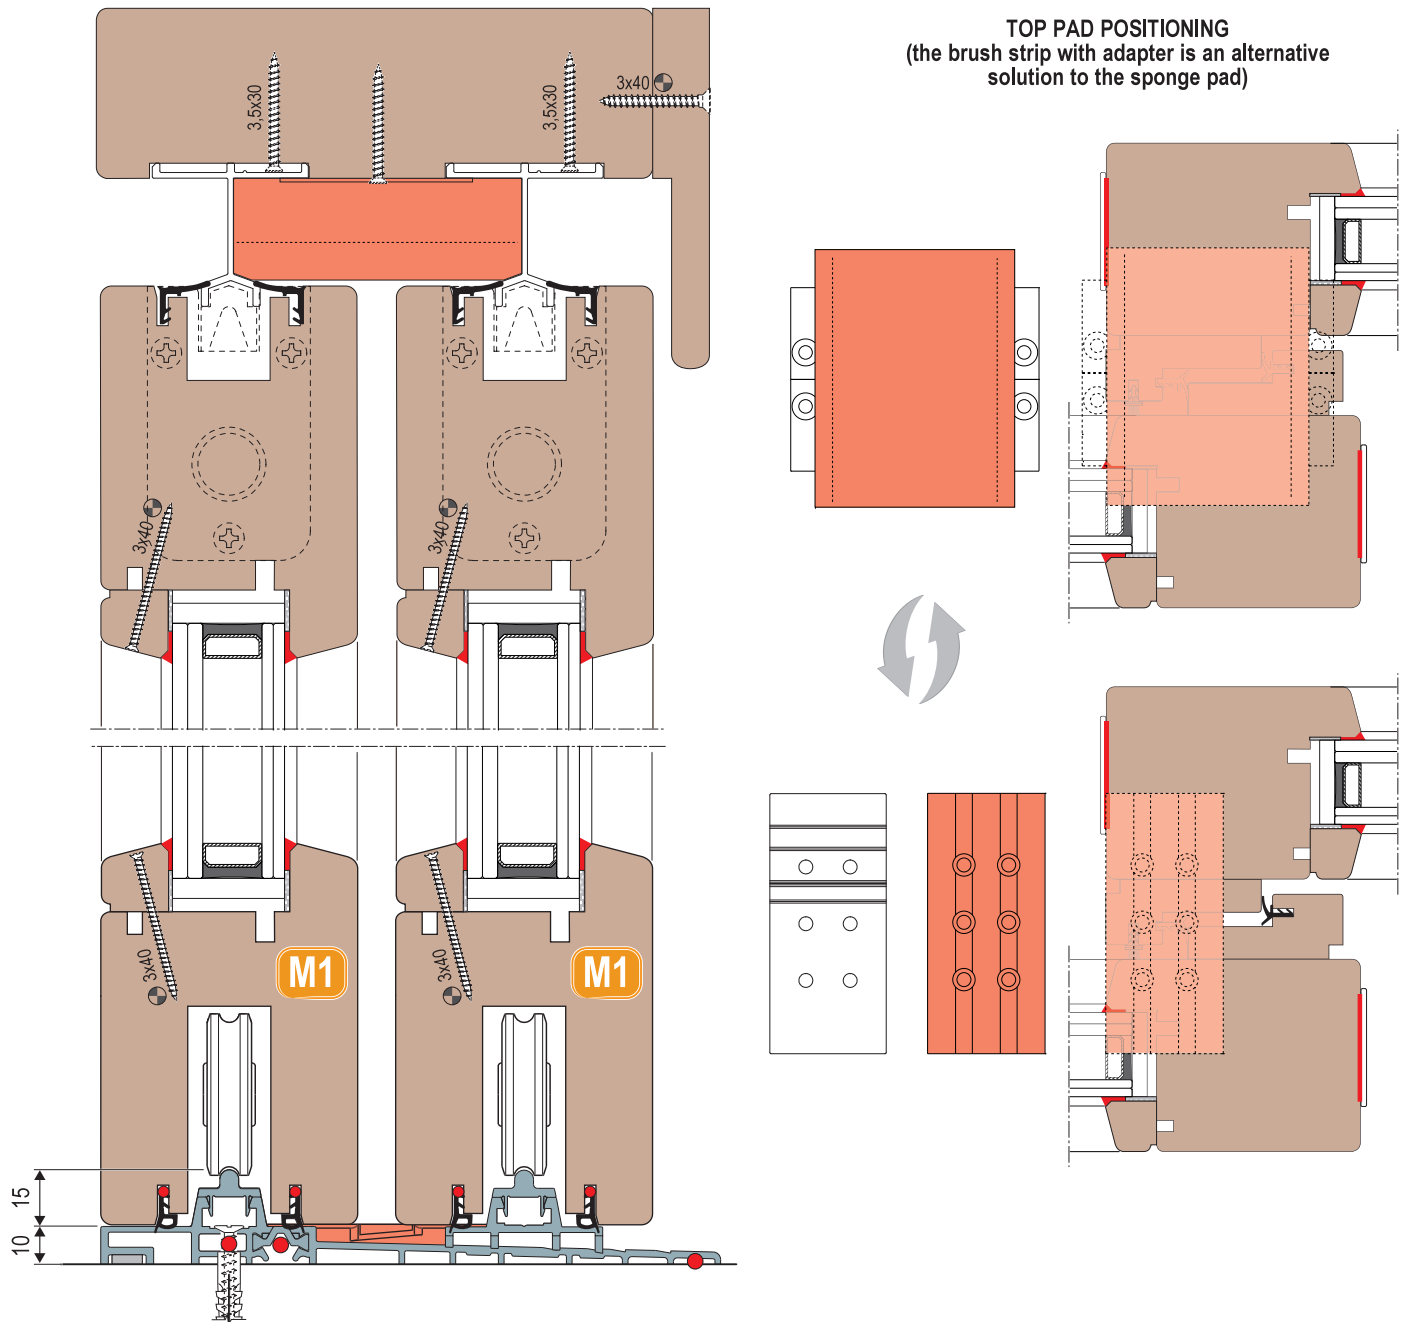 TOP PAD POSITIONING
(the brush strip with adapter is an alternative
solution to the sponge pad)
3,5x30
3,5x30
3x40
3x40
3x40
3x40
3x40
M1
M1
15
10